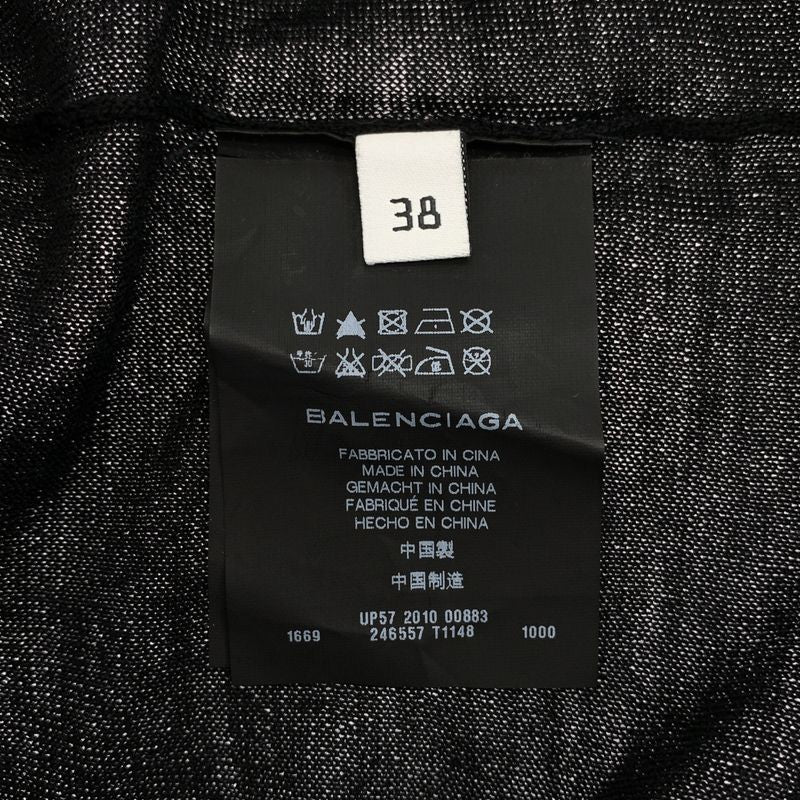 38
BALENCIAGA
FABBRICATO IN CINA
MADE IN CHINA
GEMACHT IN CHINA
FABRIQUÉ EN CHINE
HECHO EN CHINA
中国製
中国制造
UP57 2010 00883
1669 246557 T1148 1000